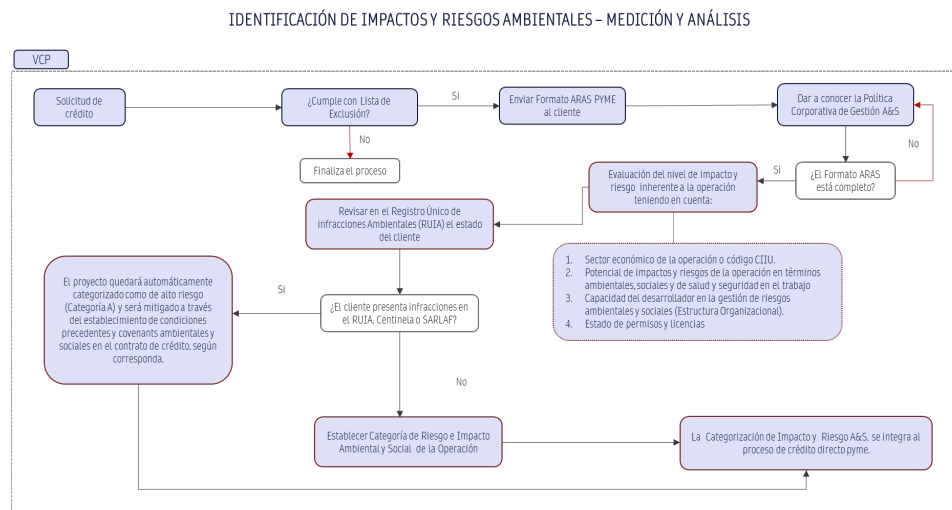 IDENTIFICACIÓN DE IMPACTOS Y RIESGOS AMBIENTALES – MEDICIÓN Y ANÁLISIS
VCP
Solicitud de
crédito
¿Cumple con Lista de
Exclusión?
Si
Enviar Formato ARAS PYME
al cliente
Dar a conocer la Política
Corporativa de Gestión A&S
No
No
Finaliza el proceso
¿El Formato ARAS
está completo?
Si
Evaluación del nivel de impacto y
riesgo inherente a la operación
teniendo en cuenta:
Revisar en el Registro Único de
infracciones Ambientales (RUIA) el estado
del cliente
1. Sector económico de la operación o código CIIU.
2. Potencial de impactos y riesgos de la operación en términos
ambientales, sociales y de salud y seguridad en el trabajo
3. Capacidad del desarrollador en la gestión de riesgos
ambientales y sociales (Estructura Organizacional).
4. Estado de permisos y licencias
El proyecto quedará automáticamente
categorizado como de alto riesgo
(Categoría A) y será mitigado a través
del establecimiento de condiciones
precedentes y covenants ambientales y
sociales en el contrato de crédito, según
corresponda.
Si
¿El cliente presenta infracciones en
el RUIA, Centinela o SARLAF?
No
Establecer Categoría de Riesgo e Impacto
Ambiental y Social de la Operación
La Categorización de Impacto y Riesgo A&S, se integra al
proceso de crédito directo pyme.